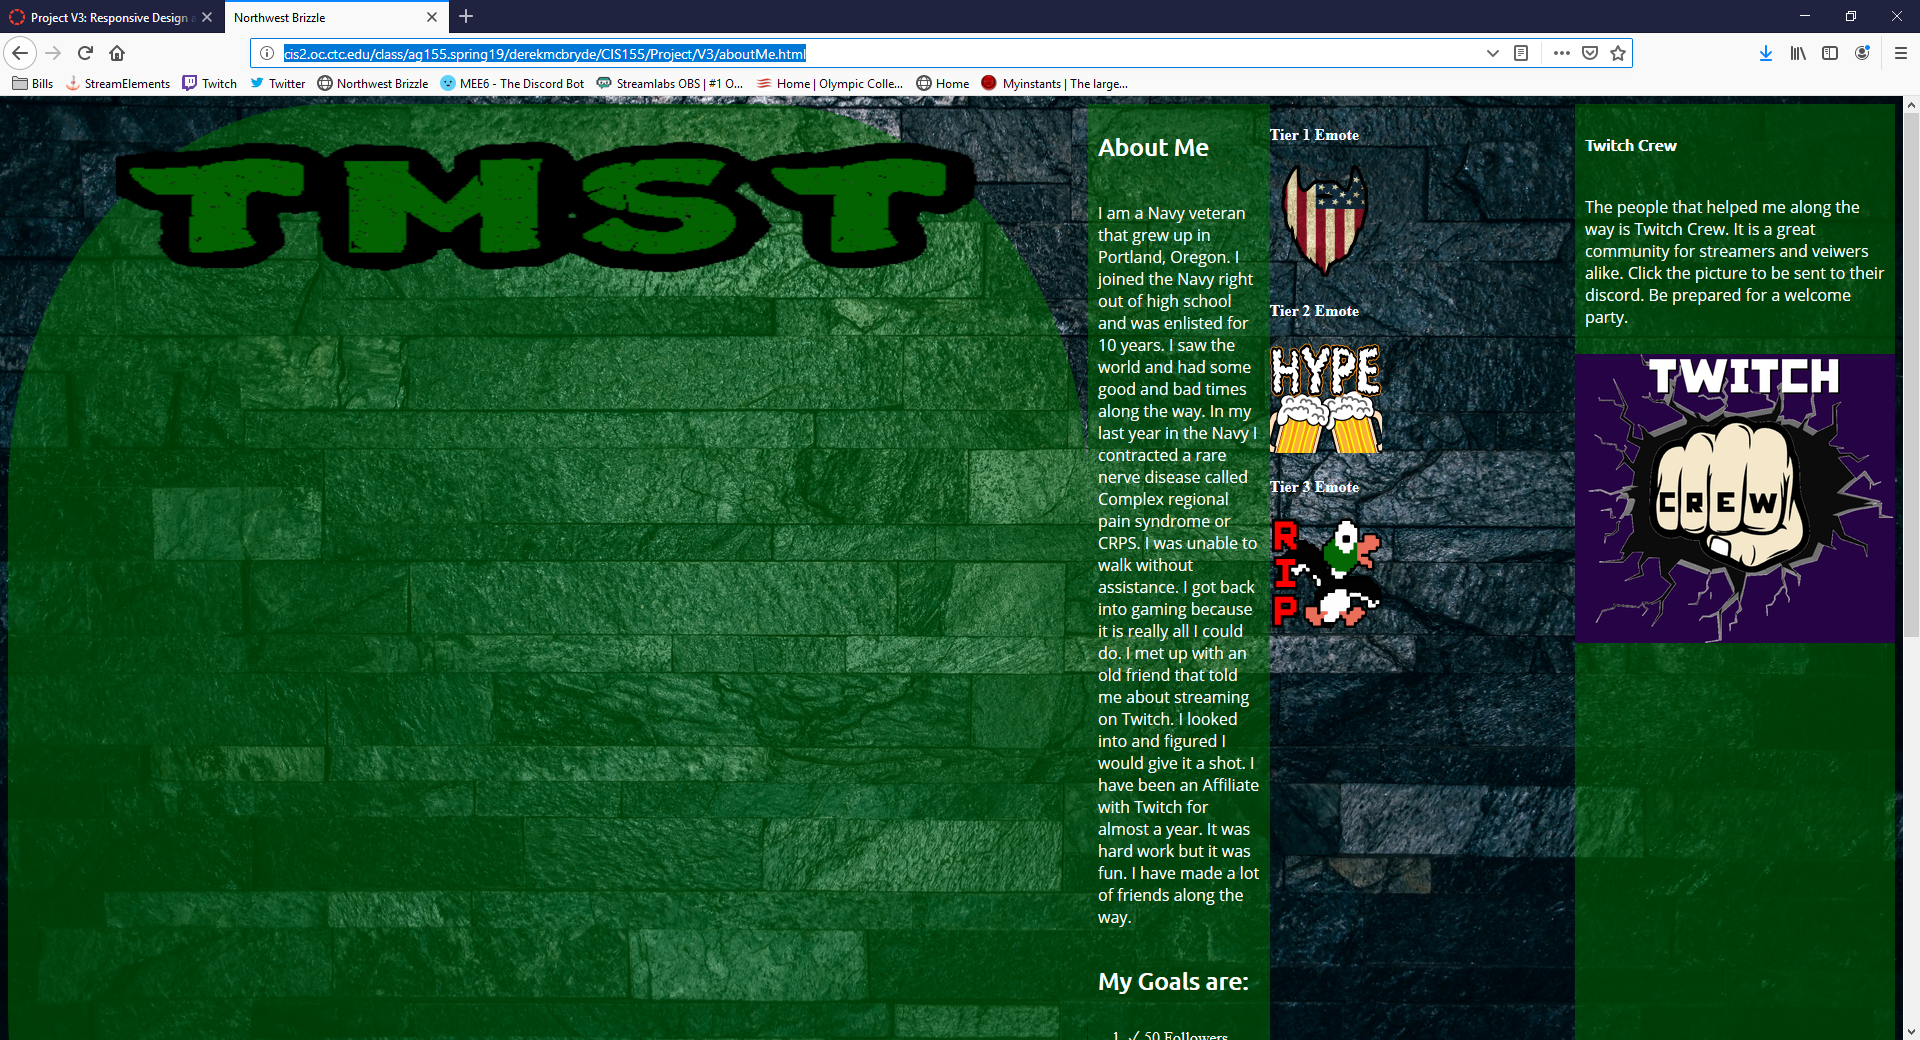 Project V3: Responsive Design a
Northwest Brizzle
cis2.oc.ctc.edu/class/ag155.spring19/derekmcbryde/CIS155/Project/V3/aboutMe.html
Bills
StreamElements
Twitch
Twitter
Northwest Brizzle
MEE6 - The Discord Bot
Streamlabs OBS | #1 O...
Home | Olympic Colle...
Home
Myinstants | The large...
TMST
About Me
I am a Navy veteran
that grew up in
Portland, Oregon. I
joined the Navy right
out of high school
and was enlisted for
10 years. I saw the
world and had some
good and bad times
along the way. In my
last year in the Navy I
contracted a rare
nerve disease called
Complex regional
pain syndrome or
CRPS. I was unable to
walk without
assistance. I got back
into gaming because
it is really all I could
do. I met up with an
old friend that told
me about streaming
on Twitch. I looked
into and figured I
would give it a shot. I
have been an Affiliate
with Twitch for
almost a year. It was
hard work but it was
fun. I have made a lot
of friends along the
way.
My Goals are:
1. ✓ 50 Followers
Tier 1 Emote
Tier 2 Emote
HYPE
Tier 3 Emote
RIP
Twitch Crew
The people that helped me along the
way is Twitch Crew. It is a great
community for streamers and veiwers
alike. Click the picture to be sent to their
discord. Be prepared for a welcome
party.
TWITCH
CREW